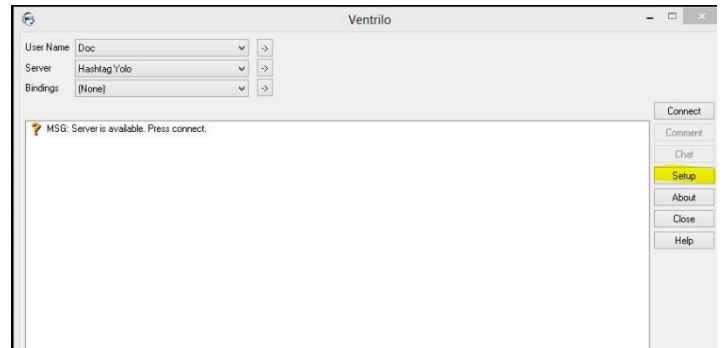 Ventrilo
User Name Doc
Server Hashtag Yolo
Bindings (None)
MSG: Server is available. Press connect.
Connect
Comment
Chat
Setup
About
Close
Help